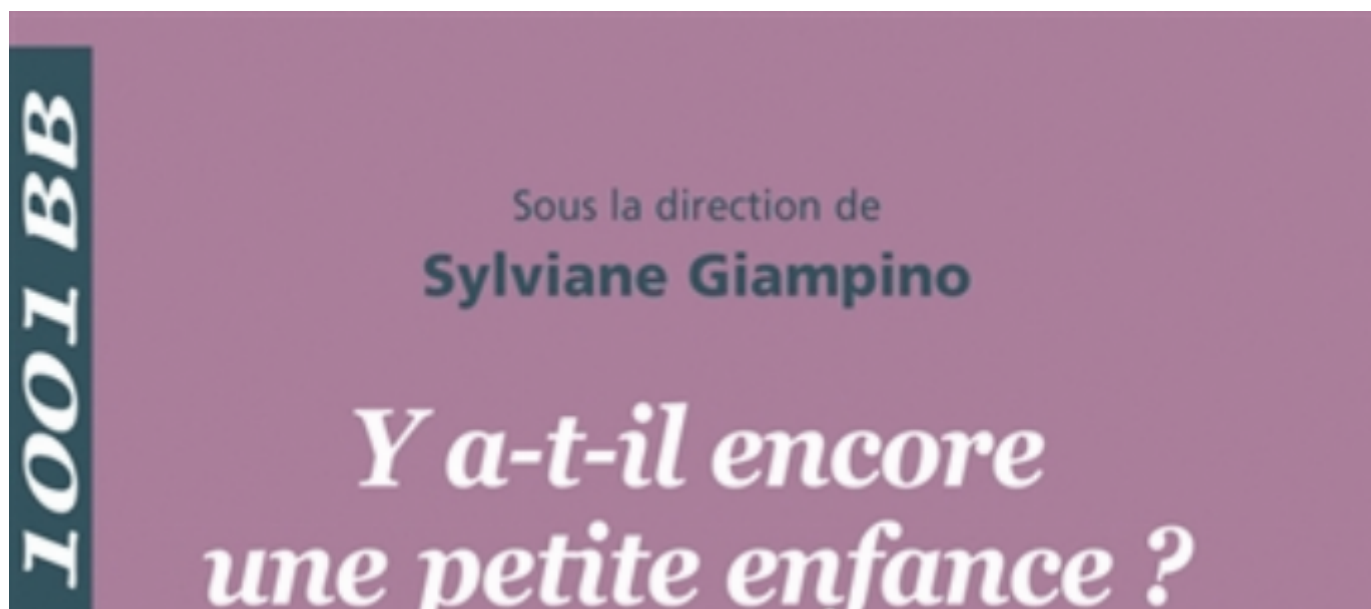 1001 BB
Sous la direction de
Sylviane Giampino
Y a-t-il encore
une petite enfance ?